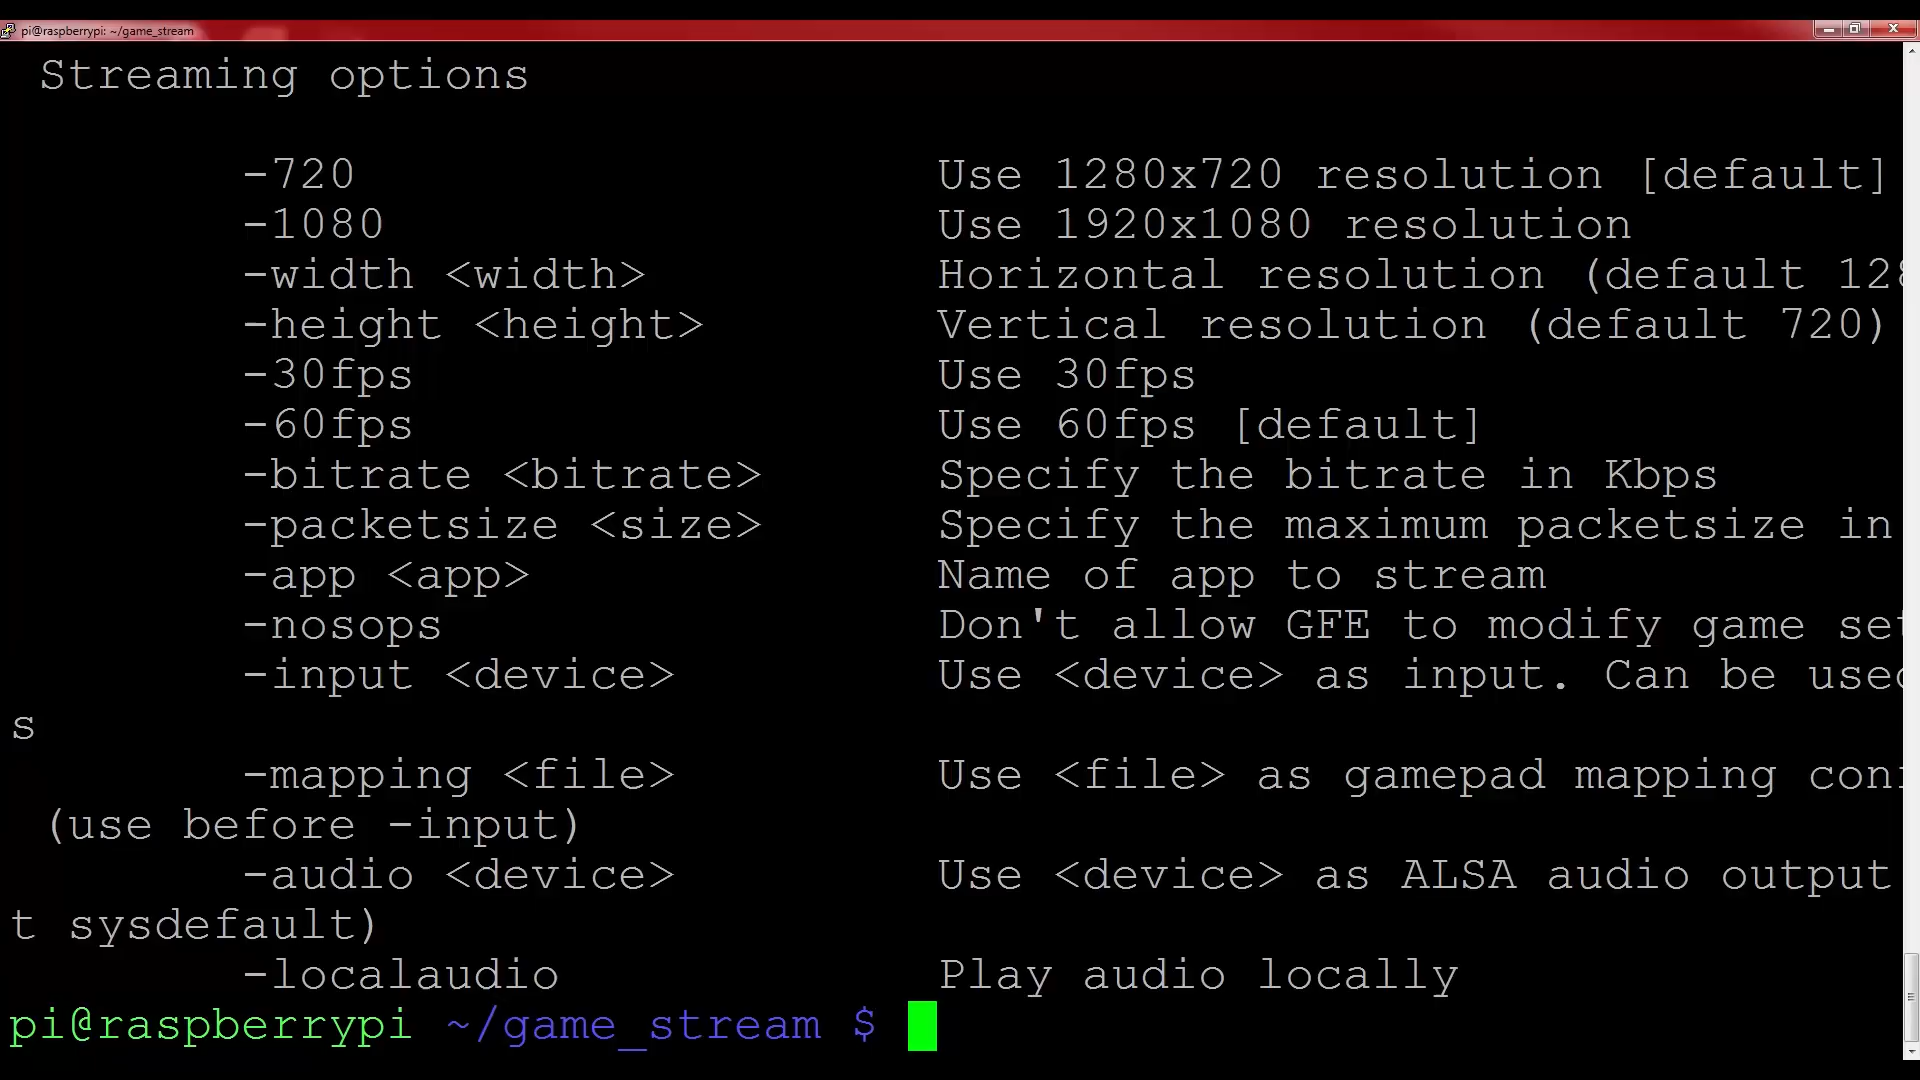 pi@raspberrypi: ~/game_stream
Streaming options
-720 Use 1280x720 resolution [default]
-1080 Use 1920x1080 resolution
-width <width> Horizontal resolution (default 128
-height <height> Vertical resolution (default 720)
-30fps Use 30fps
-60fps Use 60fps [default]
-bitrate <bitrate> Specify the bitrate in Kbps
-packetsize <size> Specify the maximum packetsize in
-app <app> Name of app to stream
-nosops Don't allow GFE to modify game set
-input <device> Use <device> as input. Can be used
s
-mapping <file> Use <file> as gamepad mapping conf
(use before -input)
-audio <device> Use <device> as ALSA audio output
t sysdefault)
-localaudio Play audio locally
pi@raspberrypi ~/game_stream $